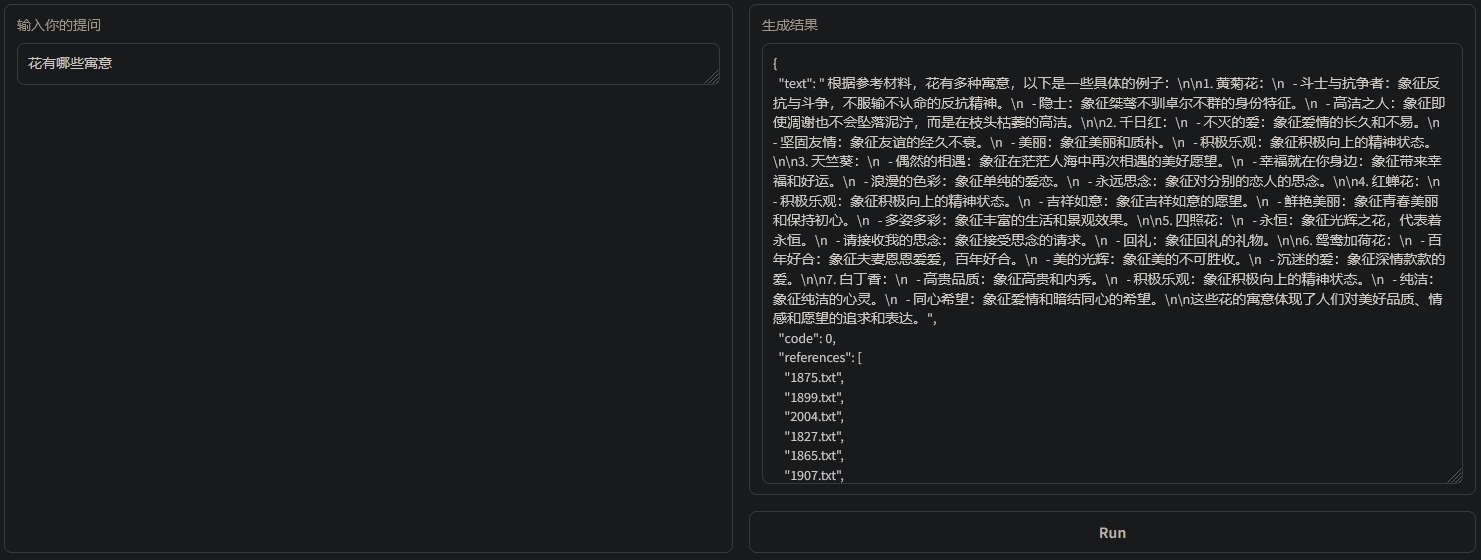 输入你的提问
花有哪些寓意
生成结果
{
"text": " 根据参考材料，花有多种寓意，以下是一些具体的例子：\n\n1. 黄菊花：\n  - 斗士与抗争者：象征反
抗与斗争，不服输不认命的反抗精神。\n  - 隐士：象征桀骜不驯卓尔不群的身份特征。\n  - 高洁之人：象征即
使凋谢也不会坠落泥泞，而是在枝头枯萎的高洁。\n\n2. 千日红：\n  - 不灭的爱：象征爱情的长久和不易。\n
- 坚固友情：象征友谊的经久不衰。\n  - 美丽：象征美丽和质朴。\n  - 积极乐观：象征积极向上的精神状态。
\n\n3. 天竺葵：\n  - 偶然的相遇：象征在茫茫人海中再次相遇的美好愿望。\n  - 幸福就在你身边：象征带来幸
福和好运。\n  - 浪漫的色彩：象征单纯的爱恋。\n  - 永远思念：象征对分别的恋人的思念。\n\n4. 红蝉花：\n
- 积极乐观：象征积极向上的精神状态。\n  - 吉祥如意：象征吉祥如意的愿望。\n  - 鲜艳美丽：象征青春美丽
和保持初心。\n  - 多姿多彩：象征丰富的生活和景观效果。\n\n5. 四照花：\n  - 永恒：象征光辉之花，代表着
永恒。\n  - 请接收我的思念：象征接受思念的请求。\n  - 回礼：象征回礼的礼物。\n\n6. 鸳鸯加荷花：\n  - 百
年好合：象征夫妻恩恩爱爱，百年好合。\n  - 美的光辉：象征美的不可胜收。\n  - 沉迷的爱：象征深情款款的
爱。\n\n7. 白丁香：\n  - 高贵品质：象征高贵和内秀。\n  - 积极乐观：象征积极向上的精神状态。\n  - 纯洁：
象征纯洁的心灵。\n  - 同心希望：象征爱情和暗结同心的希望。\n\n这些花的寓意体现了人们对美好品质、情
感和愿望的追求和表达。",
"code": 0,
"references": [
"1875.txt",
"1899.txt",
"2004.txt",
"1827.txt",
"1865.txt",
"1907.txt",
Run